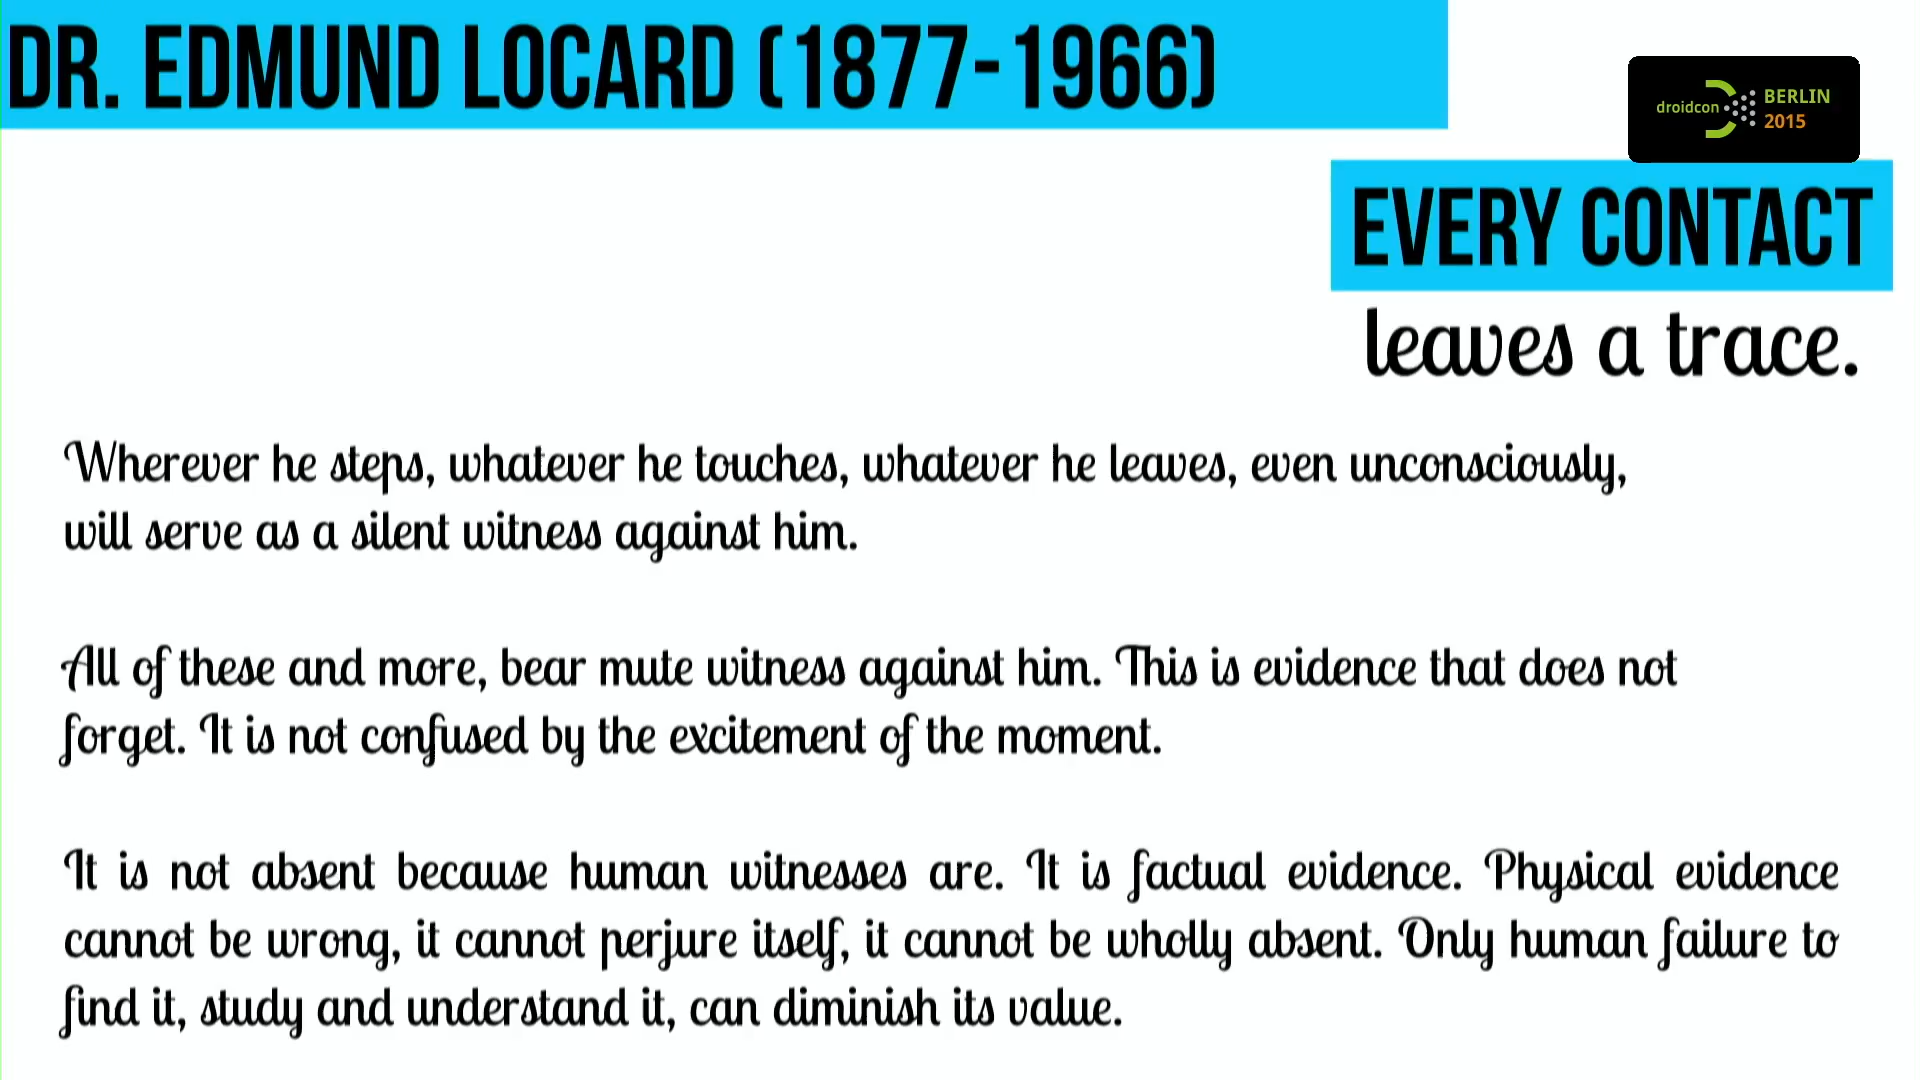 DR. EDMUND LOCARD (1877-1966)
droidcon BERLIN
2015
EVERY CONTACT
leaves a trace.
Wherever he steps, whatever he touches, whatever he leaves, even unconsciously,
will serve as a silent witness against him.
All of these and more, bear mute witness against him. This is evidence that does not
forget. It is not confused by the excitement of the moment.
It is not absent because human witnesses are. It is factual evidence. Physical evidence
cannot be wrong, it cannot perjure itself, it cannot be wholly absent. Only human failure to
find it, study and understand it, can diminish its value.